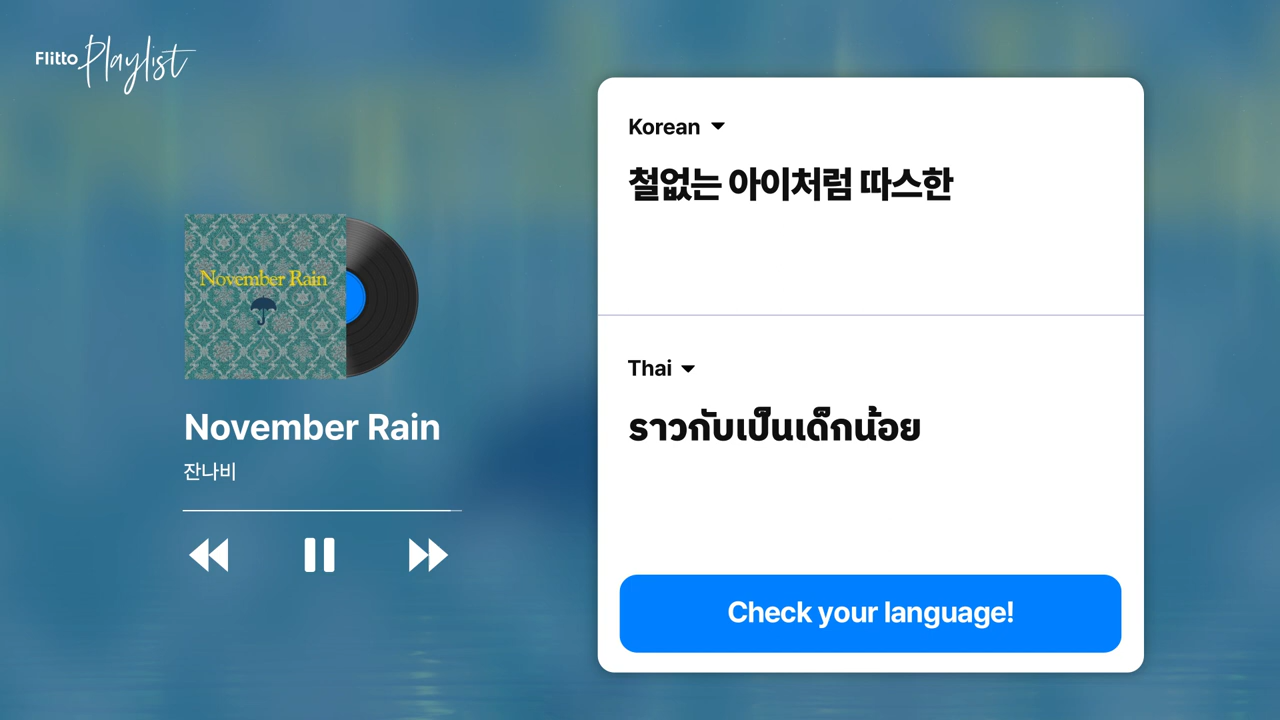 Flitto Playlist
November Rain
November Rain
잔나비
Korean
철없는 아이처럼 따스한
Thai
ราวกับเป็นเด็กน้อย
Check your language!